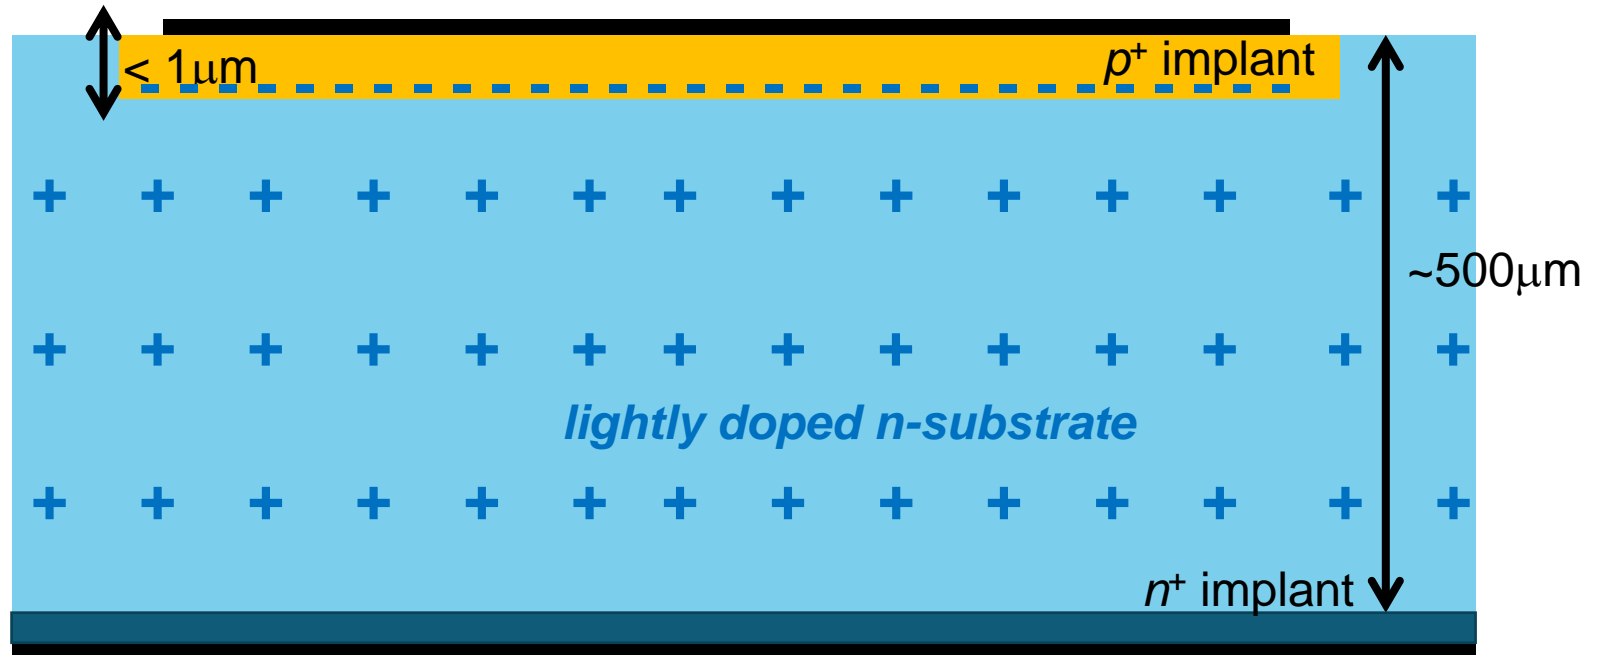 < 1μm
p⁺ implant
~500μm
lightly doped n-substrate
n⁺ implant